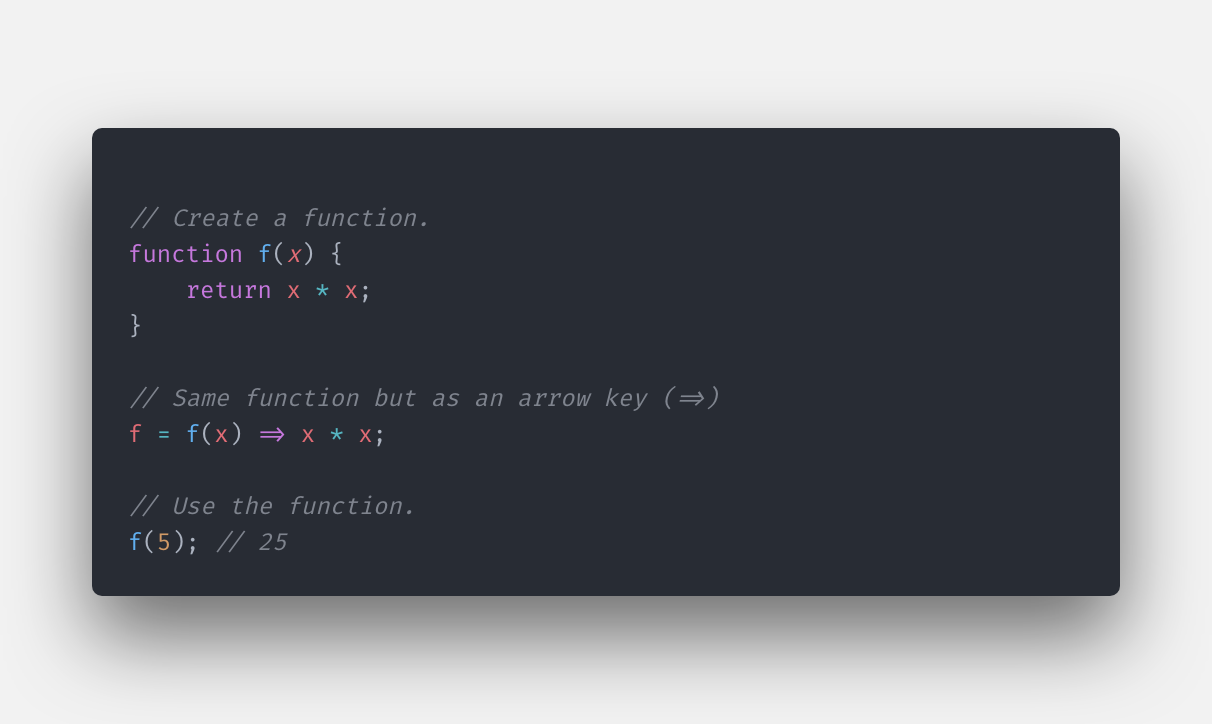 // Create a function.
function f(x) {
    return x * x;
}
// Same function but as an arrow key (=>)
f = f(x) => x * x;
// Use the function.
f(5); // 25